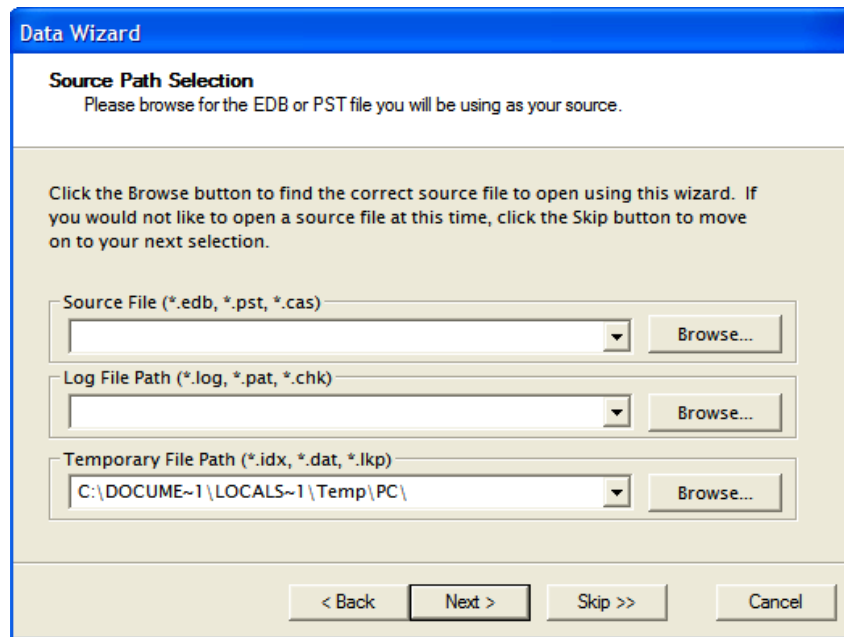 Data Wizard
Source Path Selection
Please browse for the EDB or PST file you will be using as your source.
Click the Browse button to find the correct source file to open using this wizard. If
you would not like to open a source file at this time, click the Skip button to move
on to your next selection.
Source File (*.edb, *.pst, *.cas)
Browse...
Log File Path (*.log, *.pat, *.chk)
Browse...
Temporary File Path (*.idx, *.dat, *.lkp)
C:\DOCUME~1\LOCALS~1\Temp\PC\
Browse...
< Back
Next >
Skip >>
Cancel